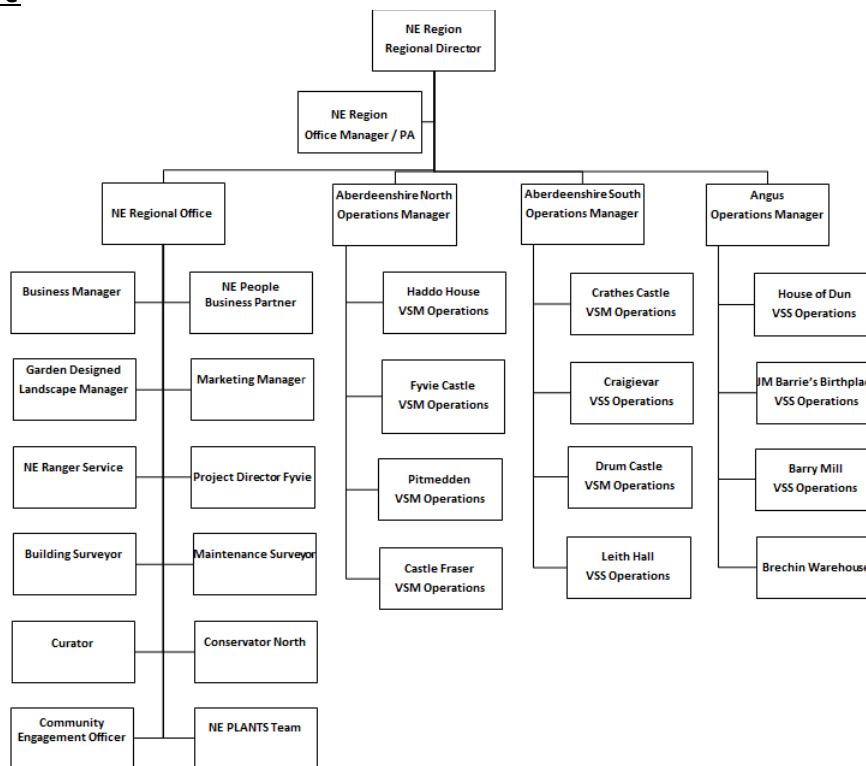 NE Region
Regional Director
NE Region
Office Manager / PA
NE Regional Office
Aberdeenshire North
Operations Manager
Aberdeenshire South
Operations Manager
Angus
Operations Manager
Business Manager
NE People
Business Partner
Haddo House
VSM Operations
Crathes Castle
VSM Operations
House of Dun
VSS Operations
Garden Designed
Landscape Manager
Marketing Manager
Fyvie Castle
VSM Operations
Craigievar
VSS Operations
JM Barrie's Birthplac
VSS Operations
NE Ranger Service
Project Director Fyvie
Pitmedden
VSM Operations
Drum Castle
VSM Operations
Barry Mill
VSS Operations
Building Surveyor
Maintenance Surveyor
Castle Fraser
VSM Operations
Leith Hall
VSS Operations
Brechin Warehouse
Curator
Conservator North
Community
Engagement Officer
NE PLANTS Team